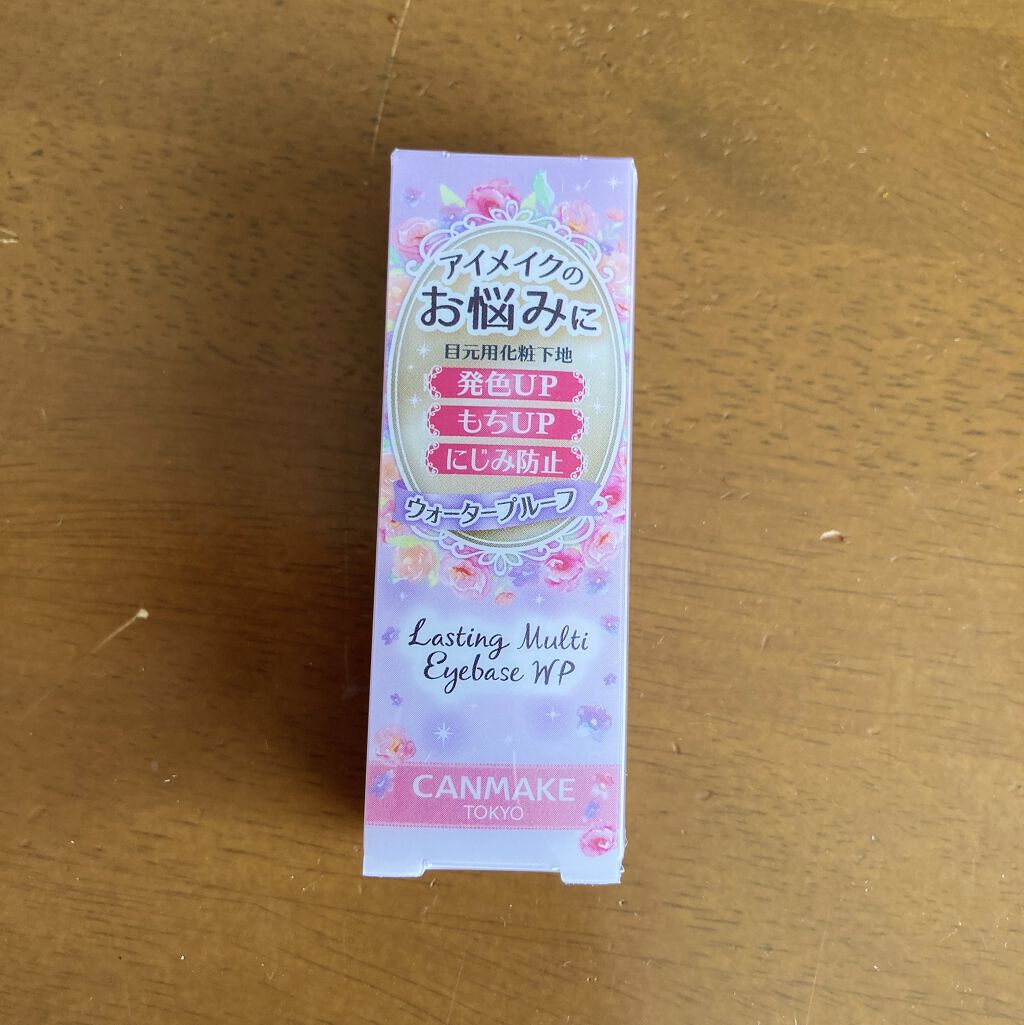 アイメイクの
お悩みに
目元用化粧下地
発色UP
もちUP
にじみ防止
ウォータープルーフ
Lasting Multi
Eyebase WP
CANMAKE
TOKYO